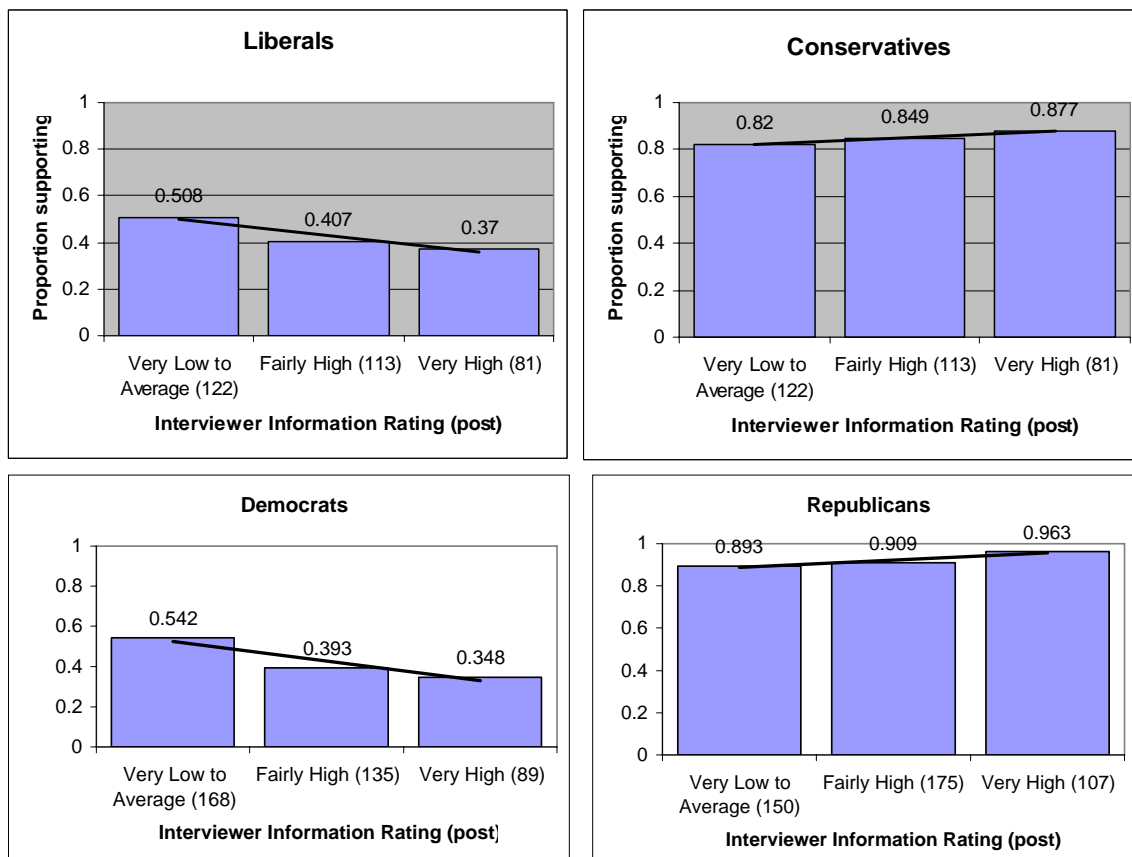 Liberals
Proportion supporting
1
0.8
0.6
0.4
0.2
0
0.508
0.407
0.37
Very Low to
Average (122)
Fairly High (113)
Very High (81)
Interviewer Information Rating (post)
Conservatives
Proportion supporting
1
0.8
0.6
0.4
0.2
0
0.82
0.849
0.877
Very Low to
Average (122)
Fairly High (113)
Very High (81)
Interviewer Information Rating (post)
Democrats
1
0.8
0.6
0.4
0.2
0
0.542
0.393
0.348
Very Low to
Average (168)
Fairly High (135)
Very High (89)
Interviewer Information Rating (post)
Republicans
1
0.8
0.6
0.4
0.2
0
0.893
0.909
0.963
Very Low to
Average (150)
Fairly High (175)
Very High (107)
Interviewer Information Rating (post)